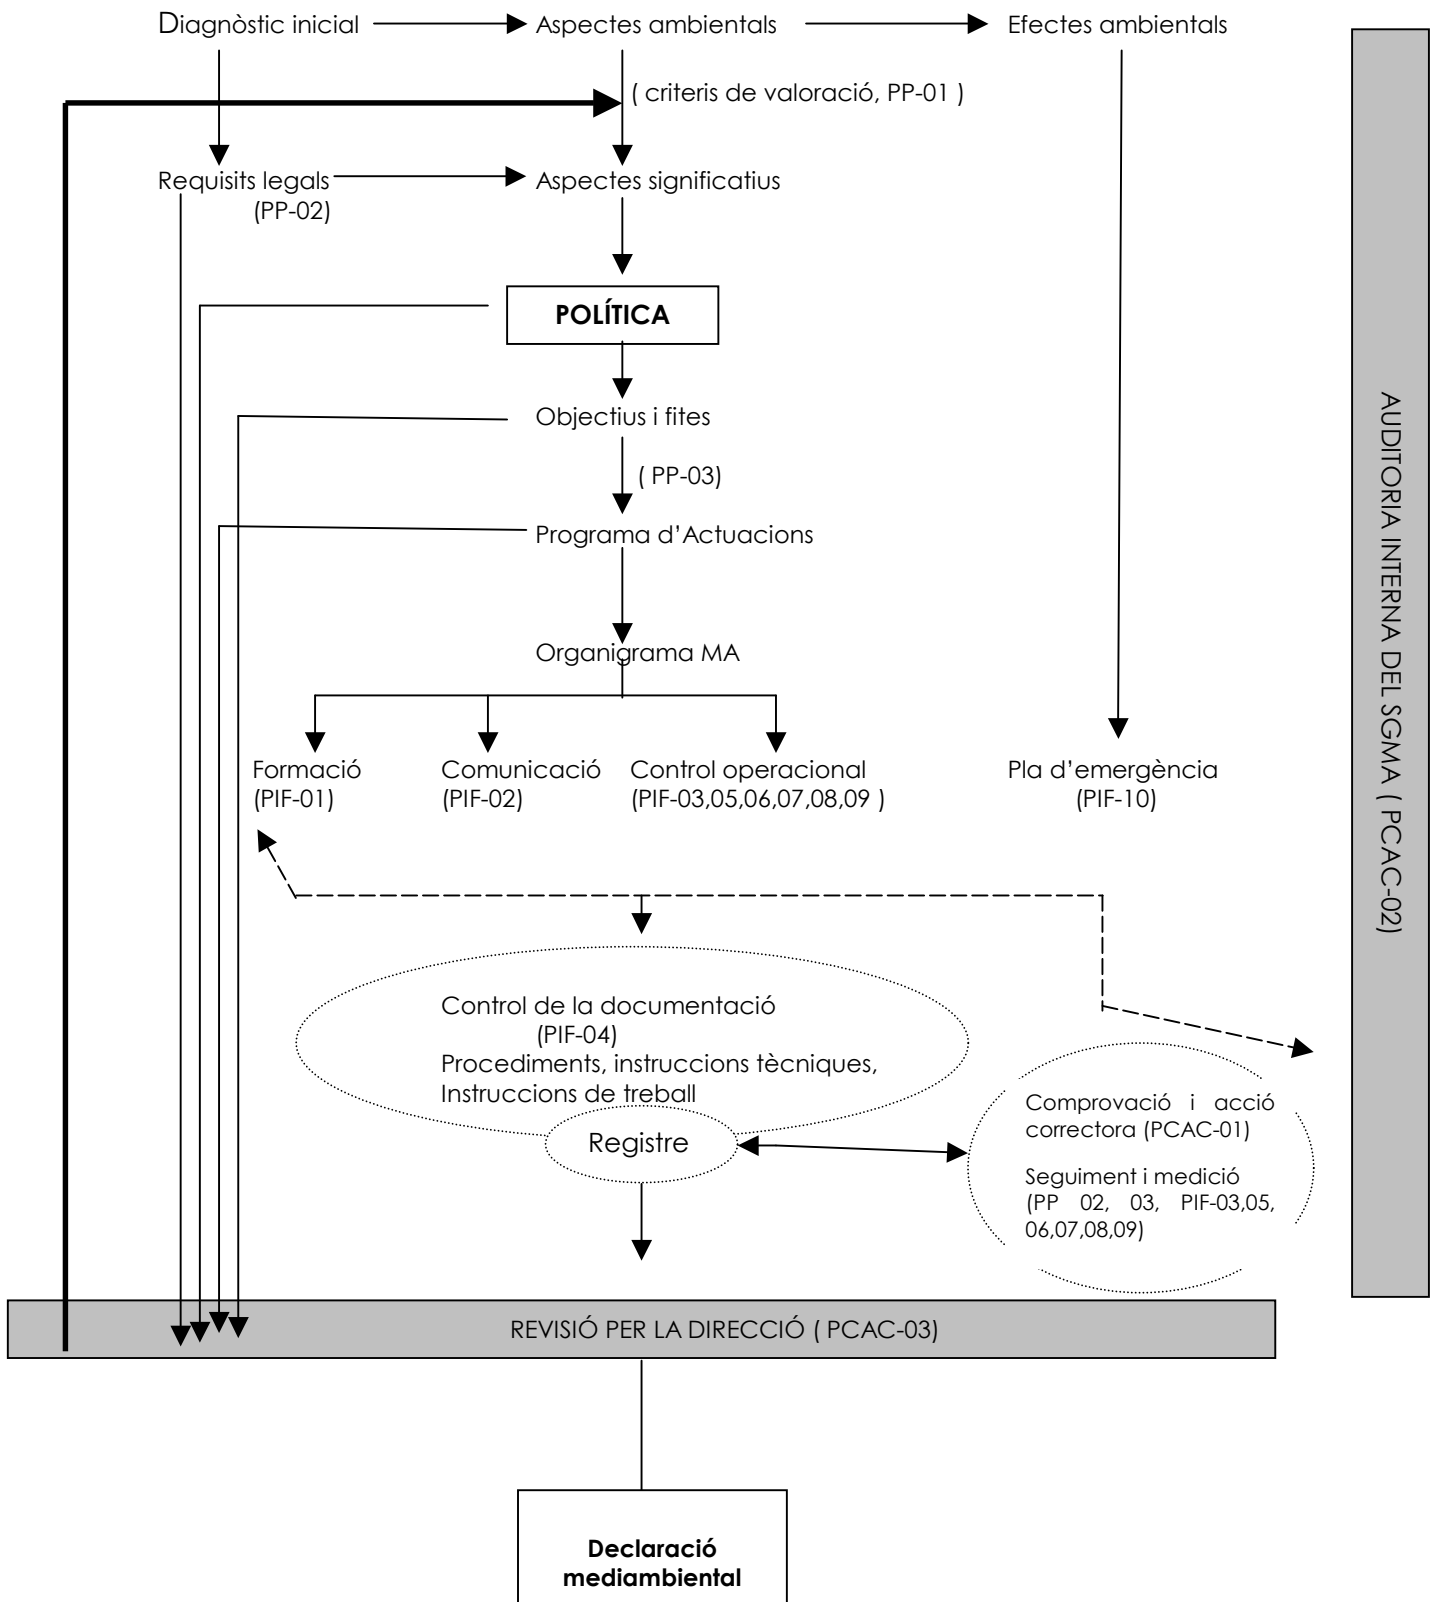 Diagnòstic inicial
Aspectes ambientals
Efectes ambientals
( criteris de valoració, PP-01 )
Requisits legals
(PP-02)
Aspectes significatius
POLÍTICA
Objectius i fites
( PP-03)
Programa d'Actuacions
Organigrama MA
Formació
(PIF-01)
Comunicació
(PIF-02)
Control operacional
(PIF-03,05,06,07,08,09 )
Pla d'emergència
(PIF-10)
AUDITORIA INTERNA DEL SGMA ( PCAC-02)
Control de la documentació
(PIF-04)
Procediments, instruccions tècniques,
Instruccions de treball
Registre
Comprovació i acció
correctora (PCAC-01)
Seguiment i medició
(PP 02, 03, PIF-03,05,
06,07,08,09)
REVISIÓ PER LA DIRECCIÓ ( PCAC-03)
Declaració
mediambiental